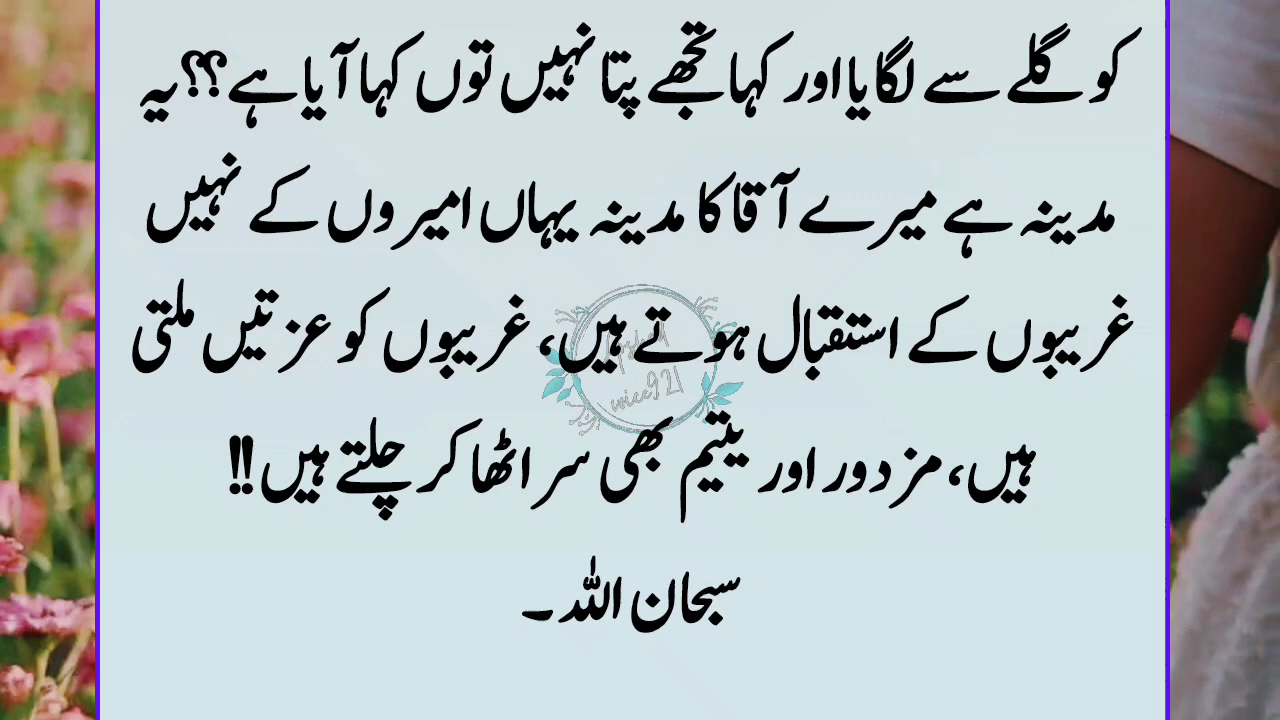 کو گلے سے لگایا اور کہا تجھے پتا نہیں توں کہا آیا ہے؟؟ یہ
مدینہ ہے میرے آقا کا مدینہ یہاں امیروں کے نہیں
غریبوں کے استقبال ہوتے ہیں، غریبوں کو عزتیں ملتی
ہیں، مزدور اور یتیم بھی سر اٹھا کر چلتے ہیں!!
سبحان اللہ ۔
voice921